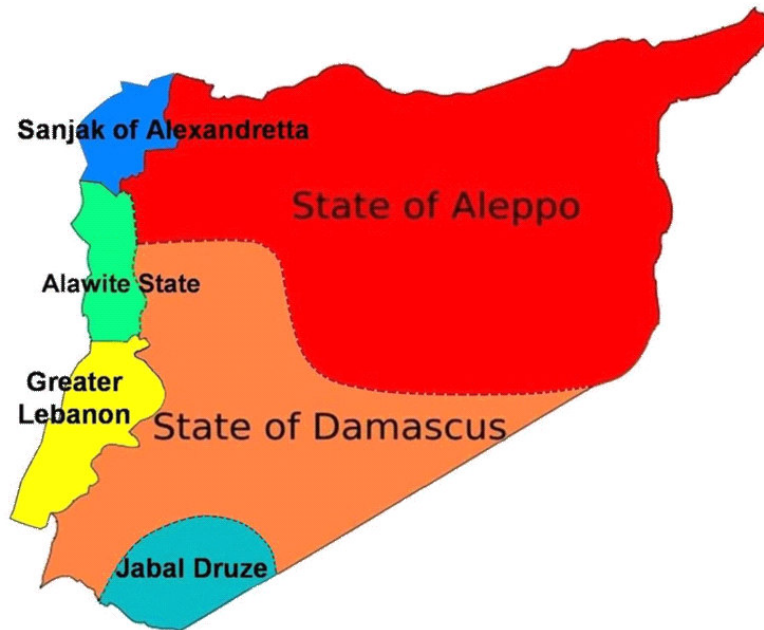 Sanjak of Alexandretta
State of Aleppo
Alawite State
Greater
Lebanon
State of Damascus
Jabal Druze